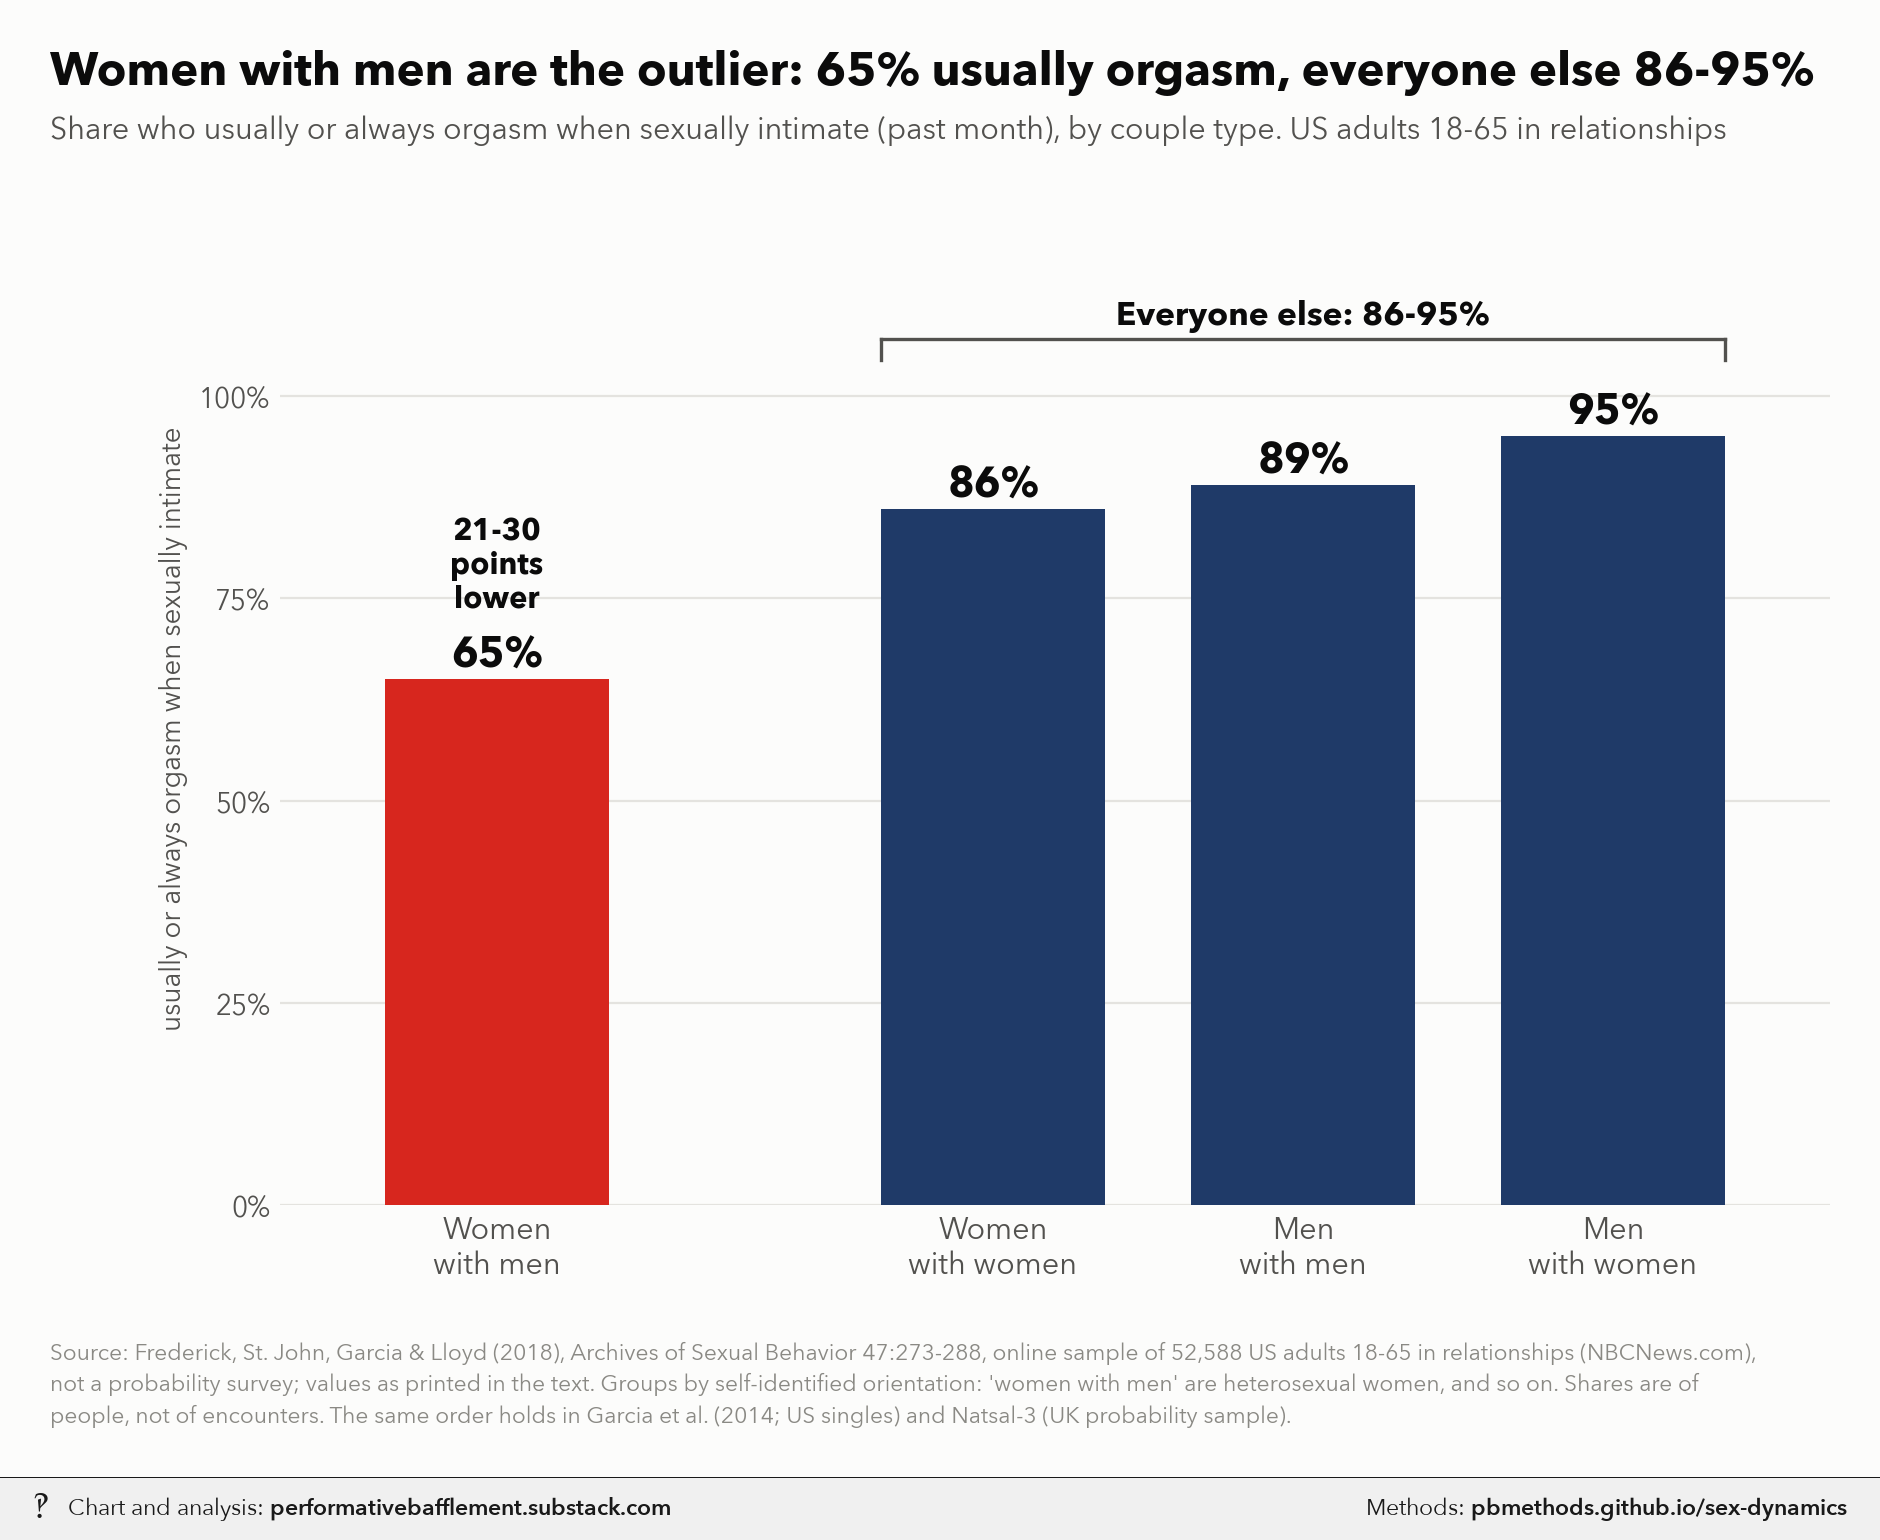 Women with men are the outlier: 65% usually orgasm, everyone else 86-95%
Share who usually or always orgasm when sexually intimate (past month), by couple type. US adults 18-65 in relationships
Everyone else: 86-95%
usually or always orgasm when sexually intimate
100%
75%
50%
25%
0%
21-30
points
lower
65%
86%
89%
95%
Women
with men
Women
with women
Men
with men
Men
with women
Source: Frederick, St. John, Garcia & Lloyd (2018), Archives of Sexual Behavior 47:273-288, online sample of 52,588 US adults 18-65 in relationships (NBCNews.com),
not a probability survey; values as printed in the text. Groups by self-identified orientation: 'women with men' are heterosexual women, and so on. Shares are of
people, not of encounters. The same order holds in Garcia et al. (2014; US singles) and Natsal-3 (UK probability sample).
‽ Chart and analysis: performativebafflement.substack.com
Methods: pbmethods.github.io/sex-dynamics